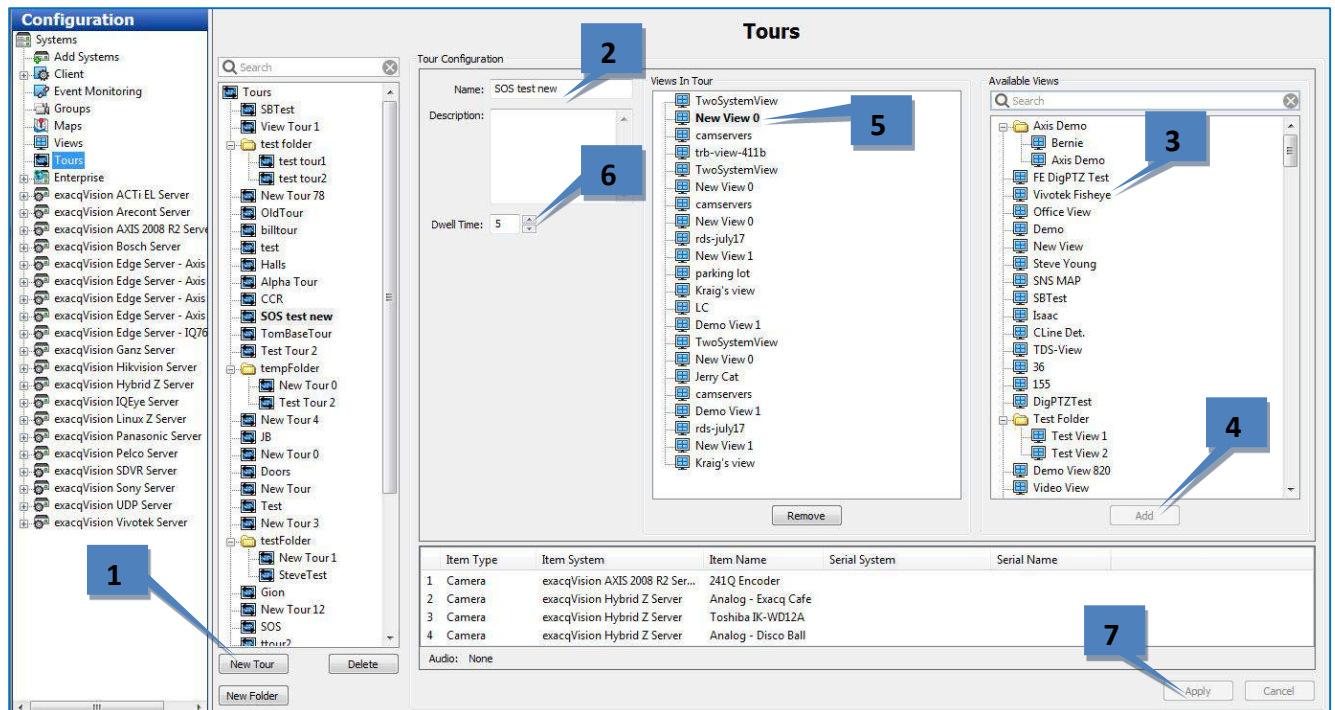 Configuration
Systems
Add Systems
Client
Event Monitoring
Groups
Maps
Views
Tours
Enterprise
exacqVision ACTi EL Server
exacqVision Arecont Server
exacqVision AXIS 2008 R2 Serve
exacqVision Bosch Server
exacqVision Edge Server - Axis
exacqVision Edge Server - Axis
exacqVision Edge Server - Axis
exacqVision Edge Server - Axis
exacqVision Edge Server - IQ76
exacqVision Ganz Server
exacqVision Hikvision Server
exacqVision Hybrid Z Server
exacqVision IQEye Server
exacqVision Linux Z Server
exacqVision Panasonic Server
exacqVision Pelco Server
exacqVision SDVR Server
exacqVision Sony Server
exacqVision UDP Server
exacqVision Vivotek Server
Tours
Search
Tours
SBTest
View Tour 1
test folder
test tour1
test tour2
New Tour 78
OldTour
billtour
test
Halls
Alpha Tour
CCR
SOS test new
TomBaseTour
Test Tour 2
tempFolder
New Tour 0
Test Tour 2
New Tour 4
JB
New Tour 0
Doors
New Tour
Test
New Tour 3
testFolder
New Tour 1
SteveTest
Gion
New Tour 12
SOS
ttour2
1
New Tour
Delete
New Folder
Tour Configuration
2
Name: SOS test new
Description:
6
Dwell Time: 5
Views In Tour
TwoSystemView
New View 0
camservers
trb-view-411b
TwoSystemView
New View 0
camservers
New View 0
rds-july17
New View 1
parking lot
Kraig's view
LC
Demo View 1
TwoSystemView
New View 0
Jerry Cat
camservers
Demo View 1
rds-july17
New View 1
Kraig's view
5
Remove
Available Views
Search
Axis Demo
Bernie
Axis Demo
FE DigPTZ Test
Vivotek Fisheye
Office View
Demo
New View
Steve Young
SNS MAP
SBTest
Isaac
CLine Det.
TDS-View
36
155
DigPTZTest
Test Folder
Test View 1
Test View 2
Demo View 820
Video View
3
4
Add
Item Type Item System Item Name Serial System Serial Name
1 Camera exacqVision AXIS 2008 R2 Ser... 241Q Encoder
2 Camera exacqVision Hybrid Z Server Analog - Exacq Cafe
3 Camera exacqVision Hybrid Z Server Toshiba IK-WD12A
4 Camera exacqVision Hybrid Z Server Analog - Disco Ball
Audio: None
7
Apply
Cancel